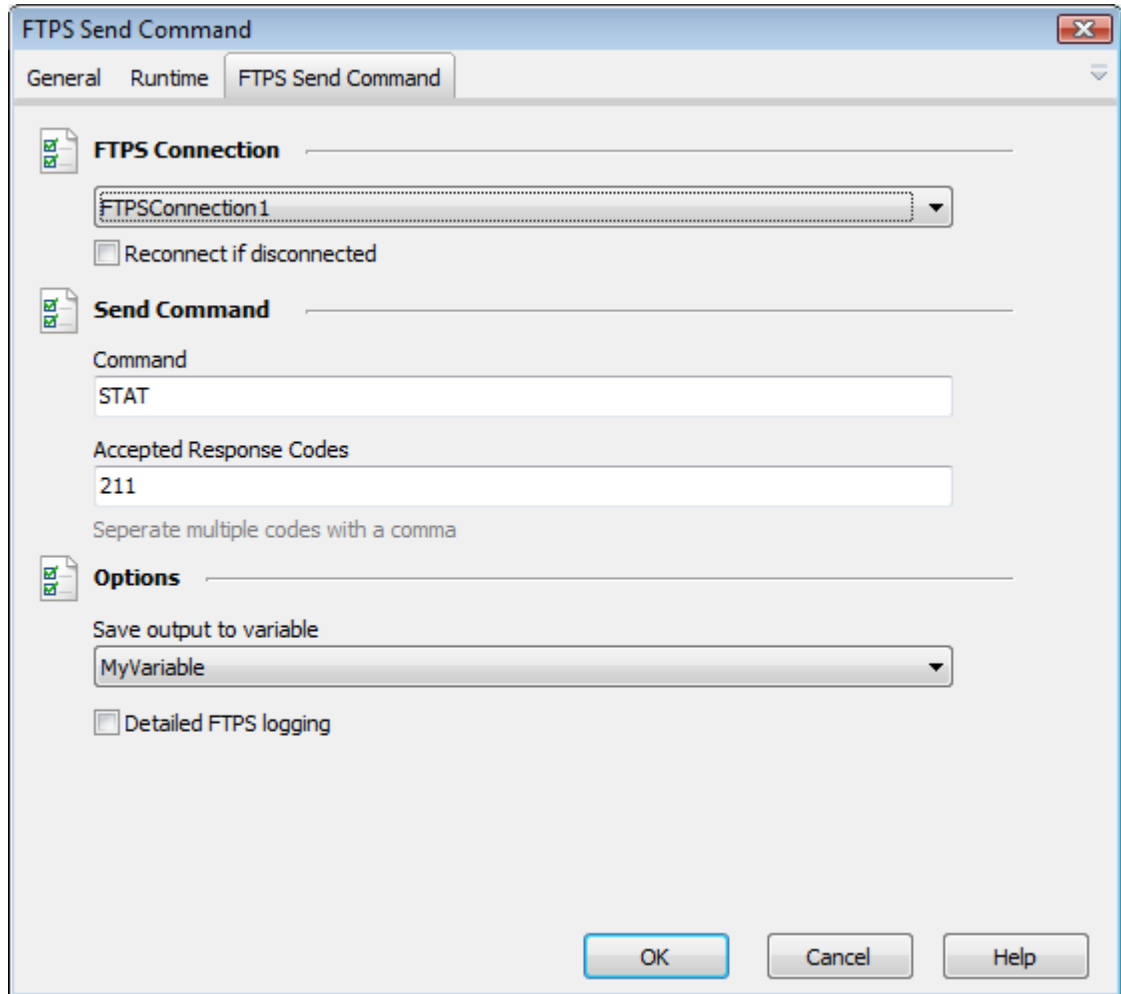 FTPS Send Command
General Runtime FTPS Send Command
FTPS Connection
FTPSConnection1
Reconnect if disconnected
Send Command
Command
STAT
Accepted Response Codes
211
Seperate multiple codes with a comma
Options
Save output to variable
MyVariable
Detailed FTPS logging
OK Cancel Help